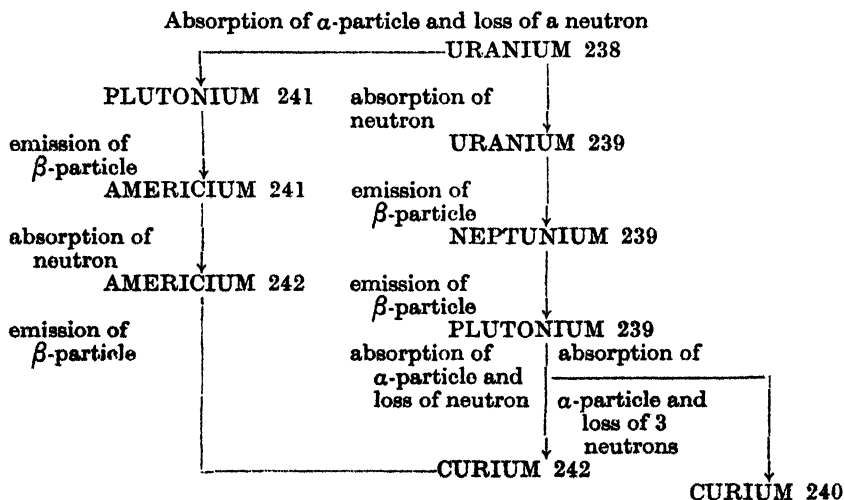 Absorption of α-particle and loss of a neutron
URANIUM 238
PLUTONIUM 241
absorption of
neutron
emission of
β-particle
URANIUM 239
AMERICIUM 241
emission of
β-particle
absorption of
neutron
NEPTUNIUM 239
AMERICIUM 242
emission of
β-particle
emission of
β-particle
PLUTONIUM 239
absorption of
α-particle and
loss of neutron
absorption of
α-particle and
loss of 3
neutrons
CURIUM 242
CURIUM 240